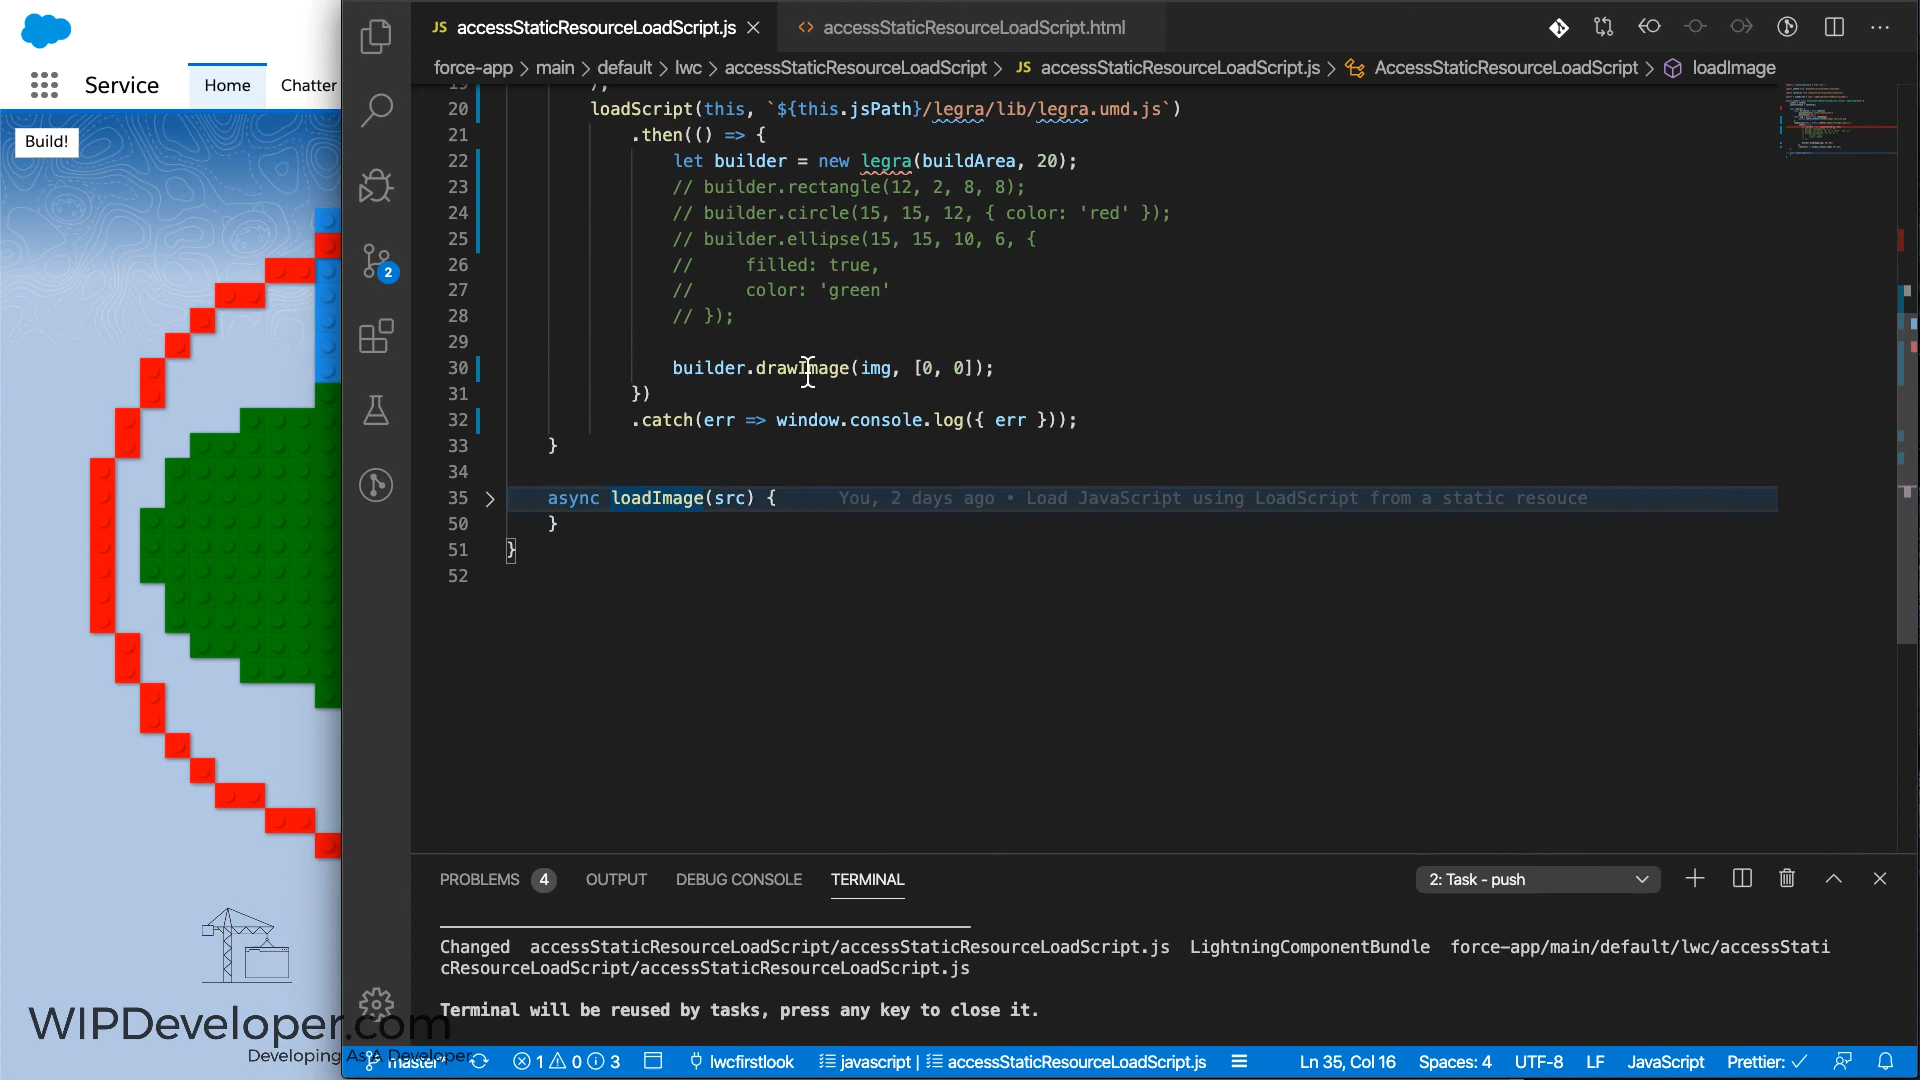 Service
Home
Chatter
Build!
WIPDeveloper.com
Developing As A Developer
JS accessStaticResourceLoadScript.js
<> accessStaticResourceLoadScript.html
force-app > main > default > lwc > accessStaticResourceLoadScript > JS accessStaticResourceLoadScript.js > AccessStaticResourceLoadScript > loadImage
20 loadScript(this, `${this.jsPath}/legra/lib/legra.umd.js`)
21 .then(() => {
22 let builder = new legra(buildArea, 20);
23 // builder.rectangle(12, 2, 8, 8);
24 // builder.circle(15, 15, 12, { color: 'red' });
25 // builder.ellipse(15, 15, 10, 6, {
26 //     filled: true,
27 //     color: 'green'
28 // });
29
30 builder.drawImage(img, [0, 0]);
31 })
32 .catch(err => window.console.log({ err }));
33 }
34
35 async loadImage(src) { You, 2 days ago • Load JavaScript using LoadScript from a static resouce
50 }
51 }
52
2
PROBLEMS 4 OUTPUT DEBUG CONSOLE TERMINAL
2: Task - push
Changed accessStaticResourceLoadScript/accessStaticResourceLoadScript.js LightningComponentBundle force-app/main/default/lwc/accessStati
cResourceLoadScript/accessStaticResourceLoadScript.js
Terminal will be reused by tasks, press any key to close it.
master* 1 0 3 lwcfirstlook javascript | accessStaticResourceLoadScript.js Ln 35, Col 16 Spaces: 4 UTF-8 LF JavaScript Prettier: ✓